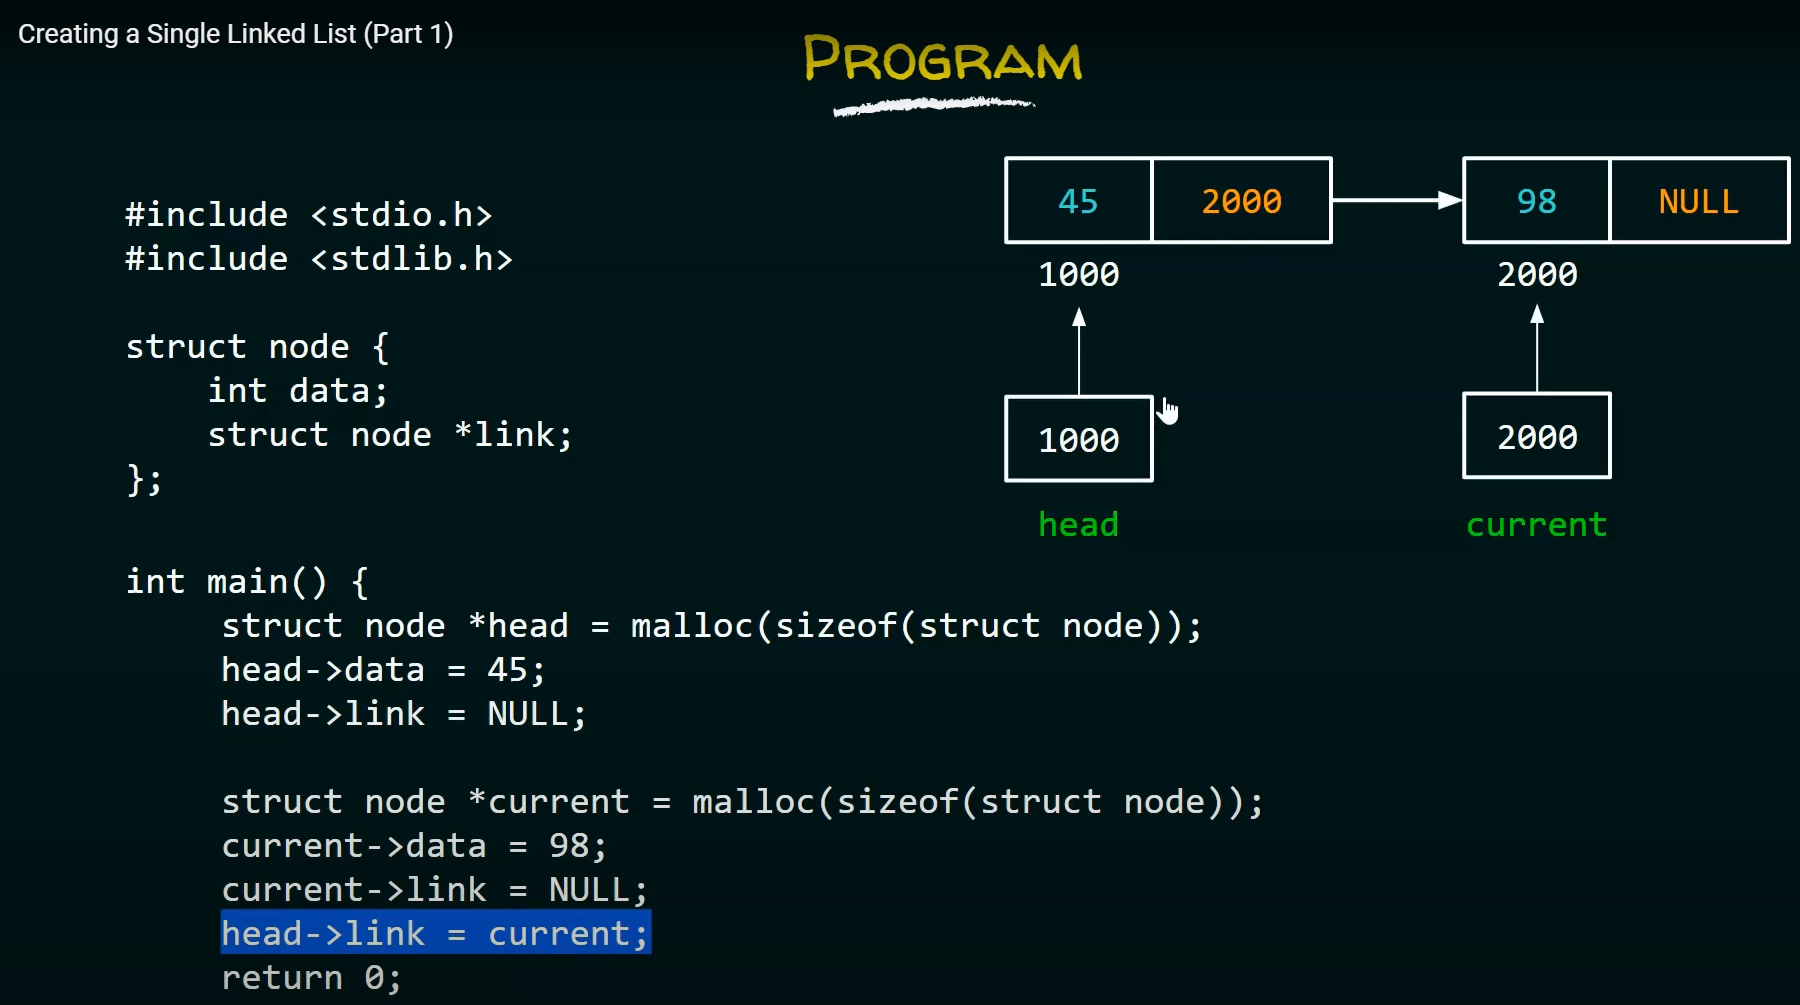 Creating a Single Linked List (Part 1)
PROGRAM
#include <stdio.h>
#include <stdlib.h>
struct node {
int data;
struct node *link;
};
int main() {
struct node *head = malloc(sizeof(struct node));
head->data = 45;
head->link = NULL;
struct node *current = malloc(sizeof(struct node));
current->data = 98;
current->link = NULL;
head->link = current;
return 0;
45 2000 98 NULL
1000 2000
1000 2000
head current